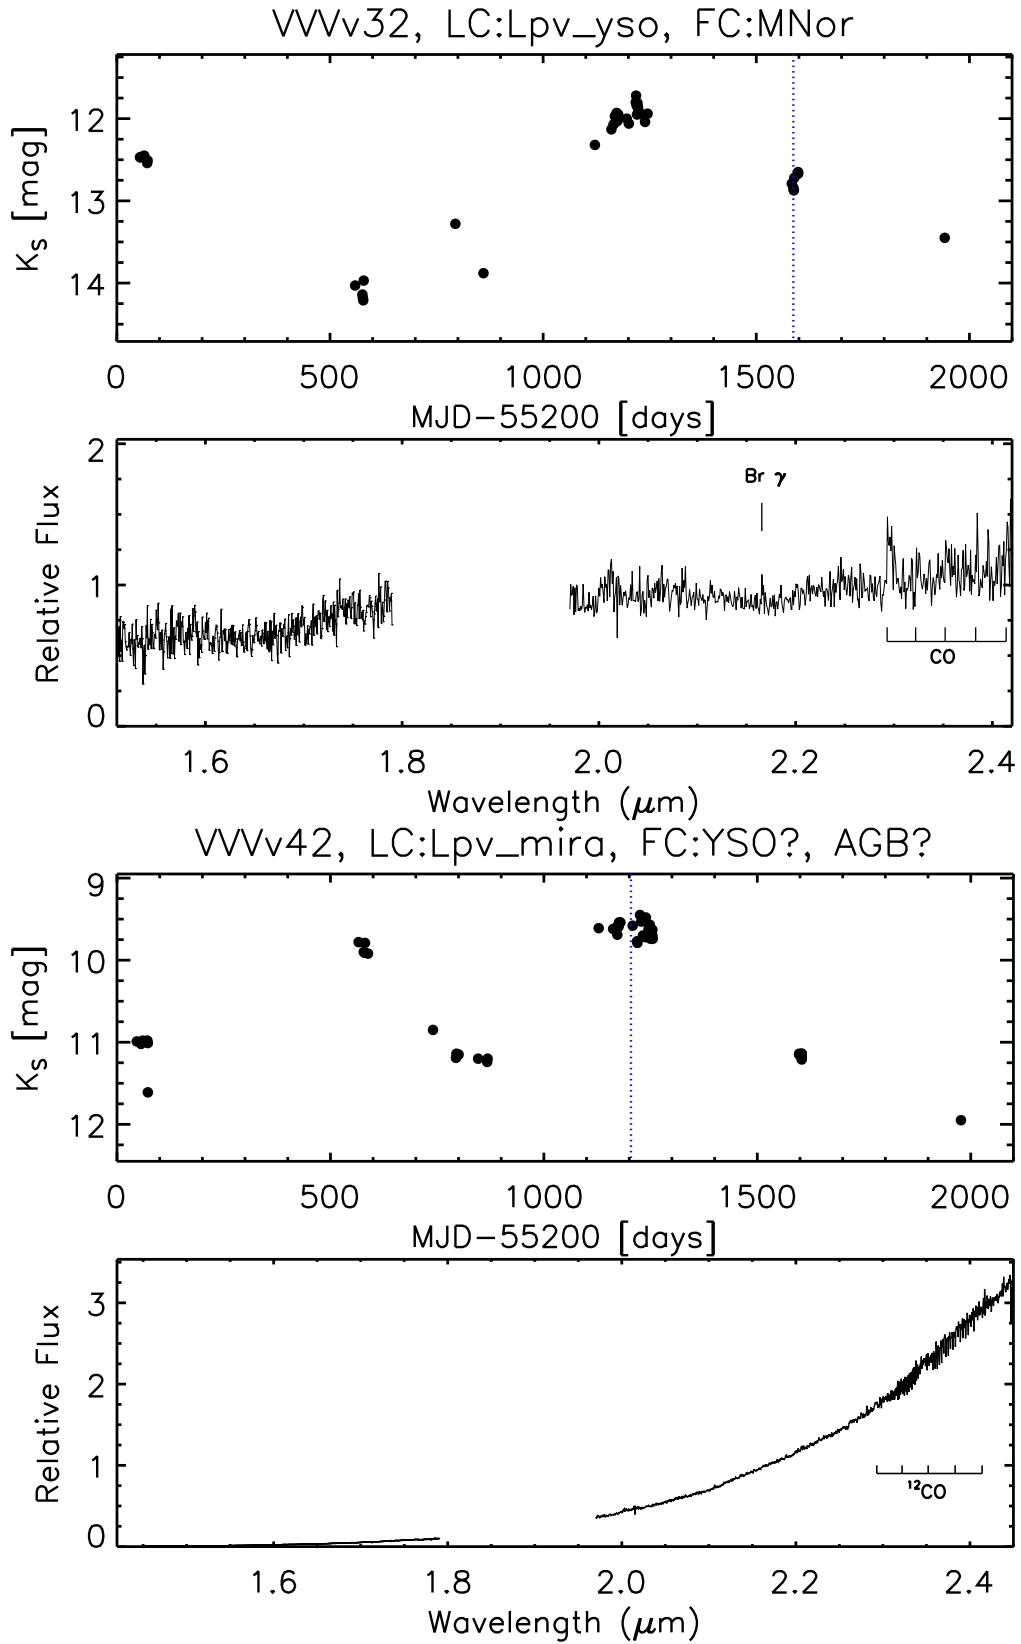 VVVv32, LC:Lpv_yso, FC:MNor
12
13
14
K_S [mag]
0 500 1000 1500 2000
MJD−55200 [days]
2
1
0
Relative Flux
Br γ
CO
1.6 1.8 2.0 2.2 2.4
Wavelength (μm)
VVVv42, LC:Lpv_mira, FC:YSO?, AGB?
9
10
11
12
K_S [mag]
0 500 1000 1500 2000
MJD−55200 [days]
3
2
1
0
Relative Flux
¹²CO
1.6 1.8 2.0 2.2 2.4
Wavelength (μm)